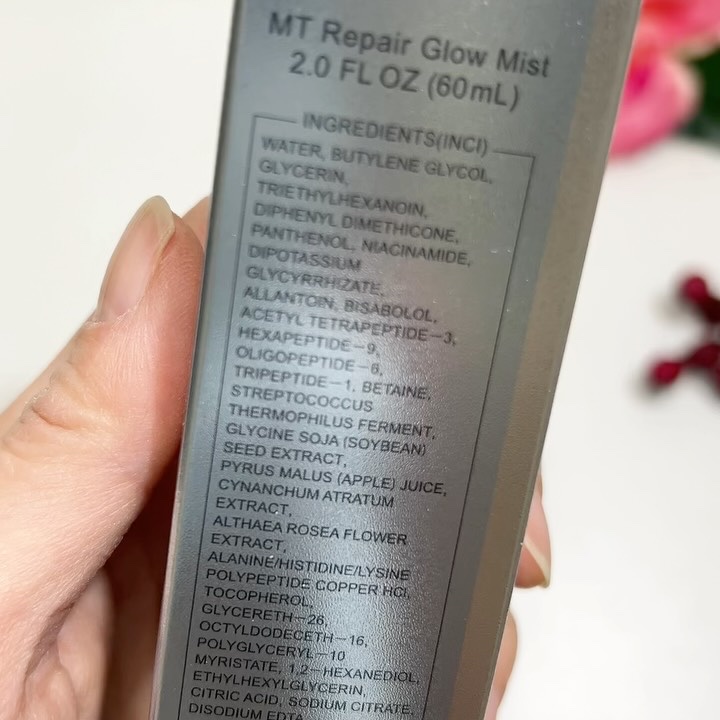 MT Repair Glow Mist
2.0 FL OZ (60mL)
INGREDIENTS(INCI)
WATER, BUTYLENE GLYCOL,
GLYCERIN,
TRIETHYLHEXANOIN,
DIPHENYL DIMETHICONE,
PANTHENOL, NIACINAMIDE,
DIPOTASSIUM
GLYCYRRHIZATE,
ALLANTOIN, BISABOLOL,
ACETYL TETRAPEPTIDE-3,
HEXAPEPTIDE-9,
OLIGOPEPTIDE-6,
TRIPEPTIDE-1, BETAINE,
STREPTOCOCCUS
THERMOPHILUS FERMENT,
GLYCINE SOJA (SOYBEAN)
SEED EXTRACT,
PYRUS MALUS (APPLE) JUICE,
CYNANCHUM ATRATUM
EXTRACT,
ALTHAEA ROSEA FLOWER
EXTRACT,
ALANINE/HISTIDINE/LYSINE
POLYPEPTIDE COPPER HCI,
TOCOPHEROL,
GLYCERETH-26,
OCTYLDODECETH-16,
POLYGLYCERYL-10
MYRISTATE, 1,2-HEXANEDIOL,
ETHYLHEXYLGLYCERIN,
CITRIC ACID, SODIUM CITRATE,
DISODIUM EDTA